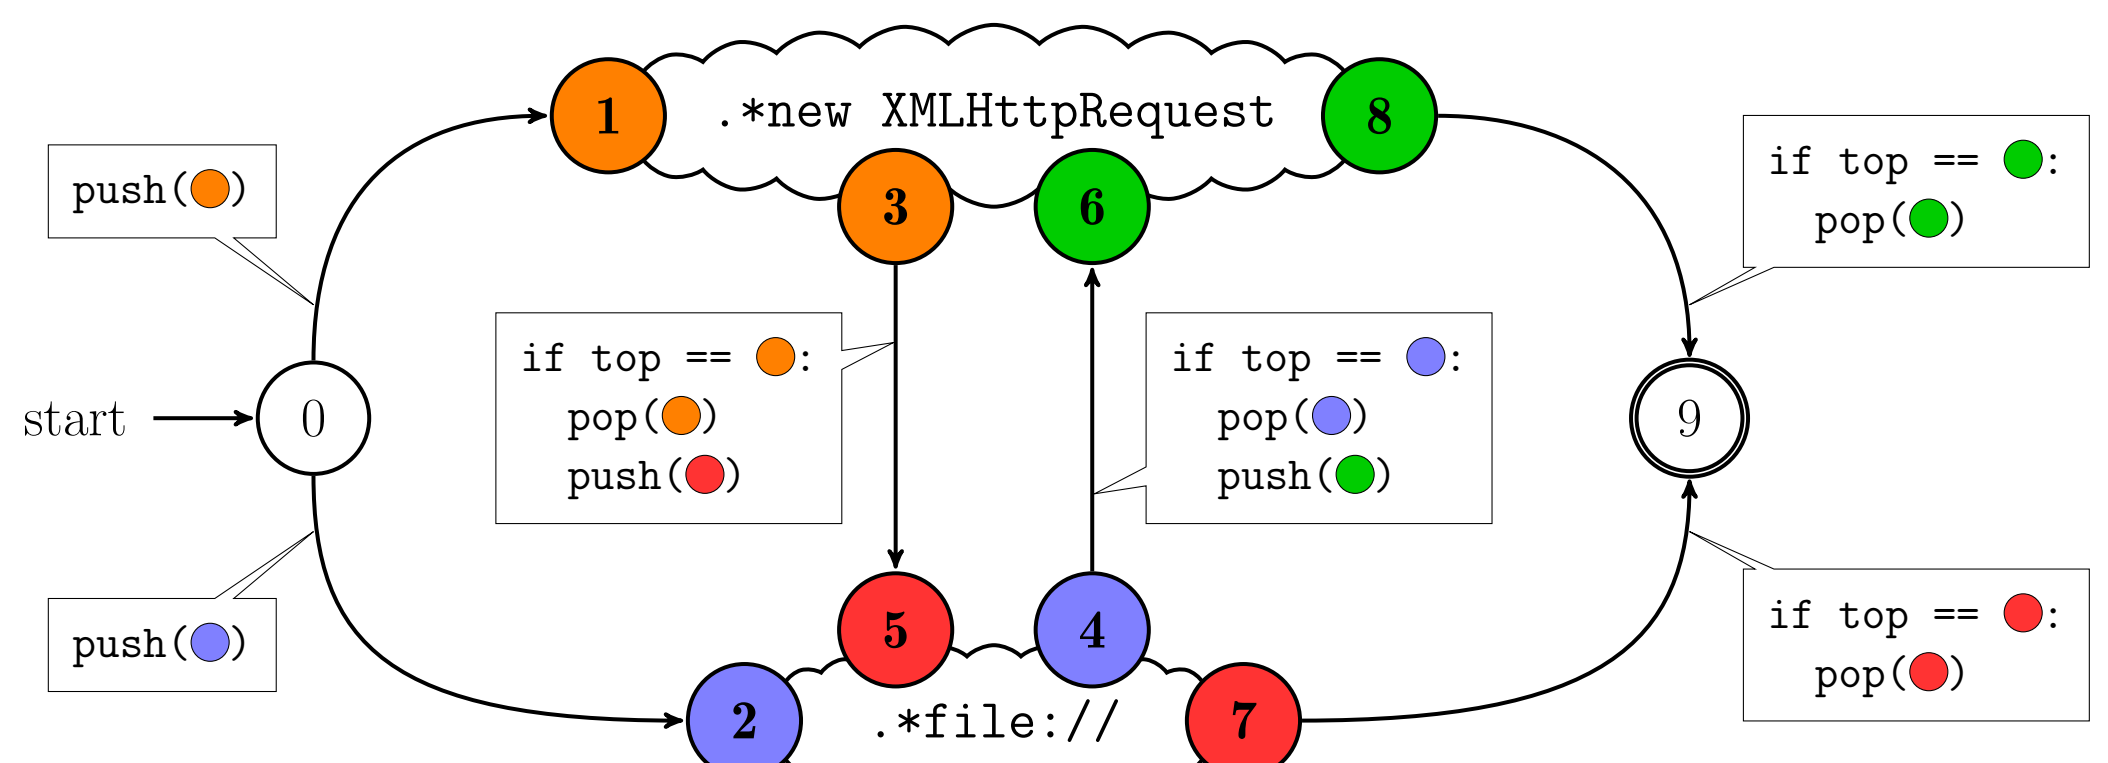 1
.*new XMLHttpRequest
8
push( )
3
6
if top == :
pop( )
if top == :
pop( )
push( )
if top == :
pop( )
push( )
start
0
9
push( )
5
4
if top == :
pop( )
2
.*file://
7